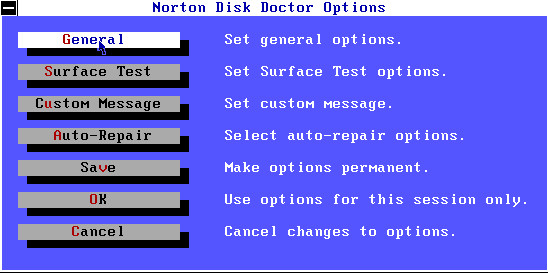 Norton Disk Doctor Options
General Set general options.
Surface Test Set Surface Test options.
Custom Message Set custom message.
Auto-Repair Select auto-repair options.
Save Make options permanent.
OK Use options for this session only.
Cancel Cancel changes to options.